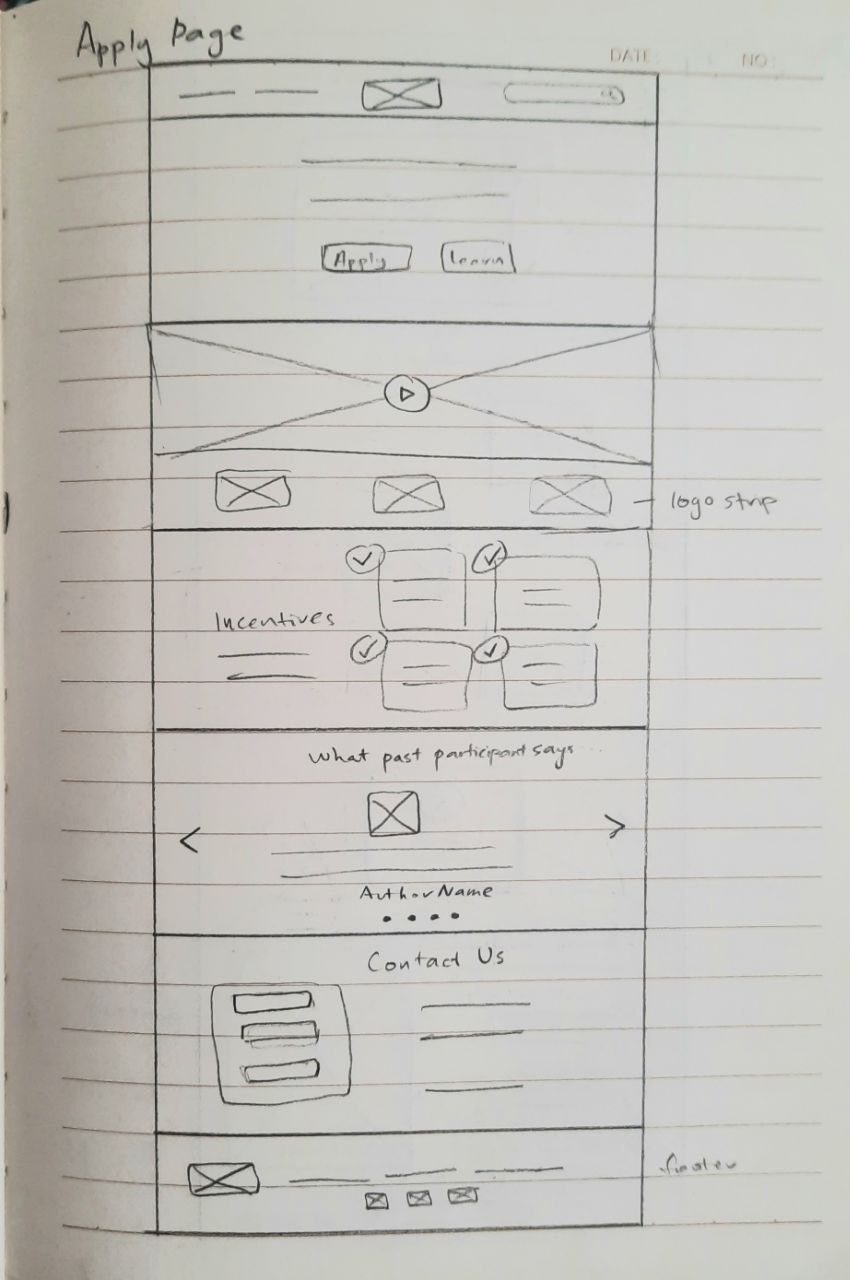 Apply Page
DATE:
NO:
Apply
Learn
logo strip
Incentives
What past participant says
Author Name
Contact Us
footer